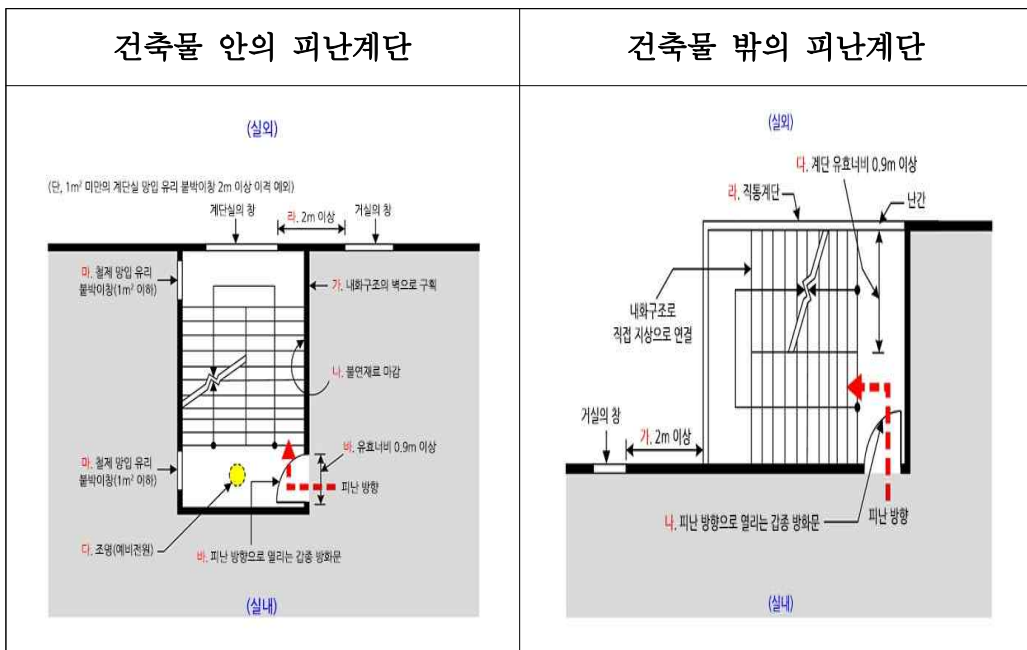 건축물 안의 피난계단
건축물 밖의 피난계단
(실외)
(단, 1m² 미만의 계단실 망입 유리 붙박이창 2m 이상 이격 예외)
계단실의 창
라. 2m 이상
거실의 창
마. 철제 망입 유리
붙박이창(1m² 이하)
가. 내화구조의 벽으로 구획
나. 불연재료 마감
마. 철제 망입 유리
붙박이창(1m² 이하)
바. 유효너비 0.9m 이상
피난 방향
다. 조명(예비전원)
바. 피난 방향으로 열리는 갑종 방화문
(실내)
(실외)
다. 계단 유효너비 0.9m 이상
라. 직통계단
난간
내화구조로
직접 지상으로 연결
거실의 창
가. 2m 이상
나. 피난 방향으로 열리는 갑종 방화문
피난 방향
(실내)